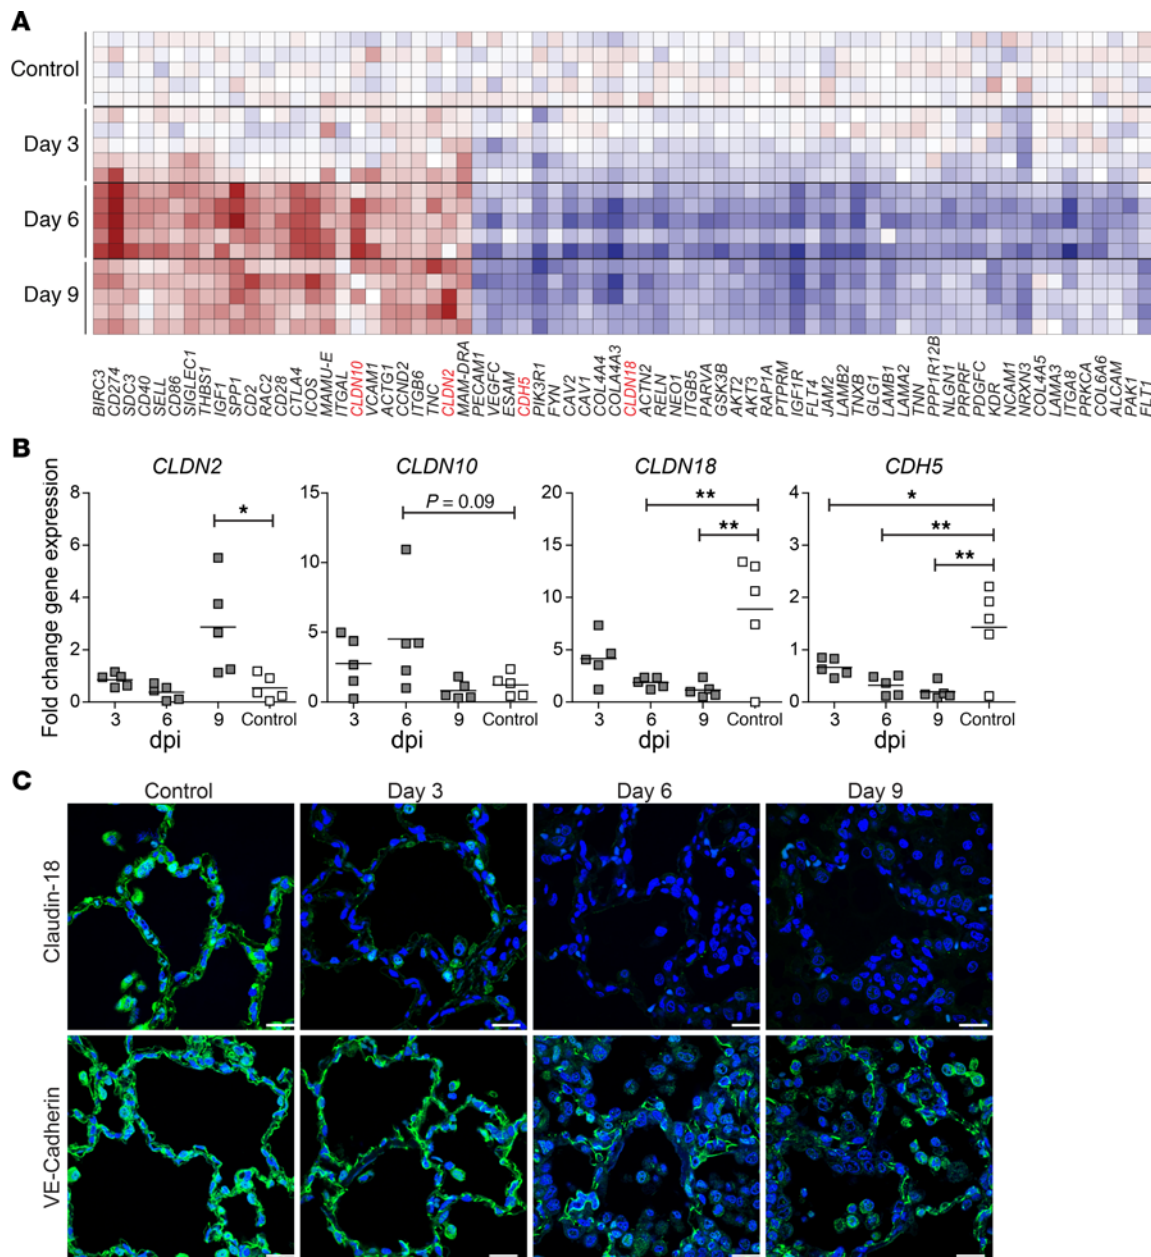 A
Control
Day 3
Day 6
Day 9
BIRC3
CD274
SDC3
CD40
SELL
CD86
SIGLEC1
THBS1
IGF1
SPP1
CD2
RAC2
CD28
CTLA4
ICOS
MAMU-E
ITGAL
CLDN10
VCAM1
ACTG1
CCND2
ITGB6
TNC
CLDN2
MAM-DRA
PECAM1
VEGFC
ESAM
CDH5
PIK3R1
FYN
CAV2
CAV1
COL4A4
COLA4A3
CLDN18
ACTN2
RELN
NEO1
ITGB5
PARVA
GSK3B
AKT2
AKT3
RAP1A
PTPRM
IGF1R
FLT4
JAM2
LAMB2
TNXB
GLG1
LAMB1
LAMA2
TNN
PPP1R12B
NLGN1
PRPRF
PDGFC
KDR
NCAM1
NRXN3
COL4A5
LAMA3
ITGA8
PRKCA
COL6A6
ALCAM
PAK1
FLT1
B
CLDN2 CLDN10 CLDN18 CDH5
Fold change gene expression
8
6
4
2
0
*
3 6 9 Control
dpi
15
10
5
0
P = 0.09
3 6 9 Control
dpi
20
15
10
5
0
**
**
3 6 9 Control
dpi
4
3
2
1
0
*
**
**
3 6 9 Control
dpi
C
Control Day 3 Day 6 Day 9
Claudin-18
VE-Cadherin